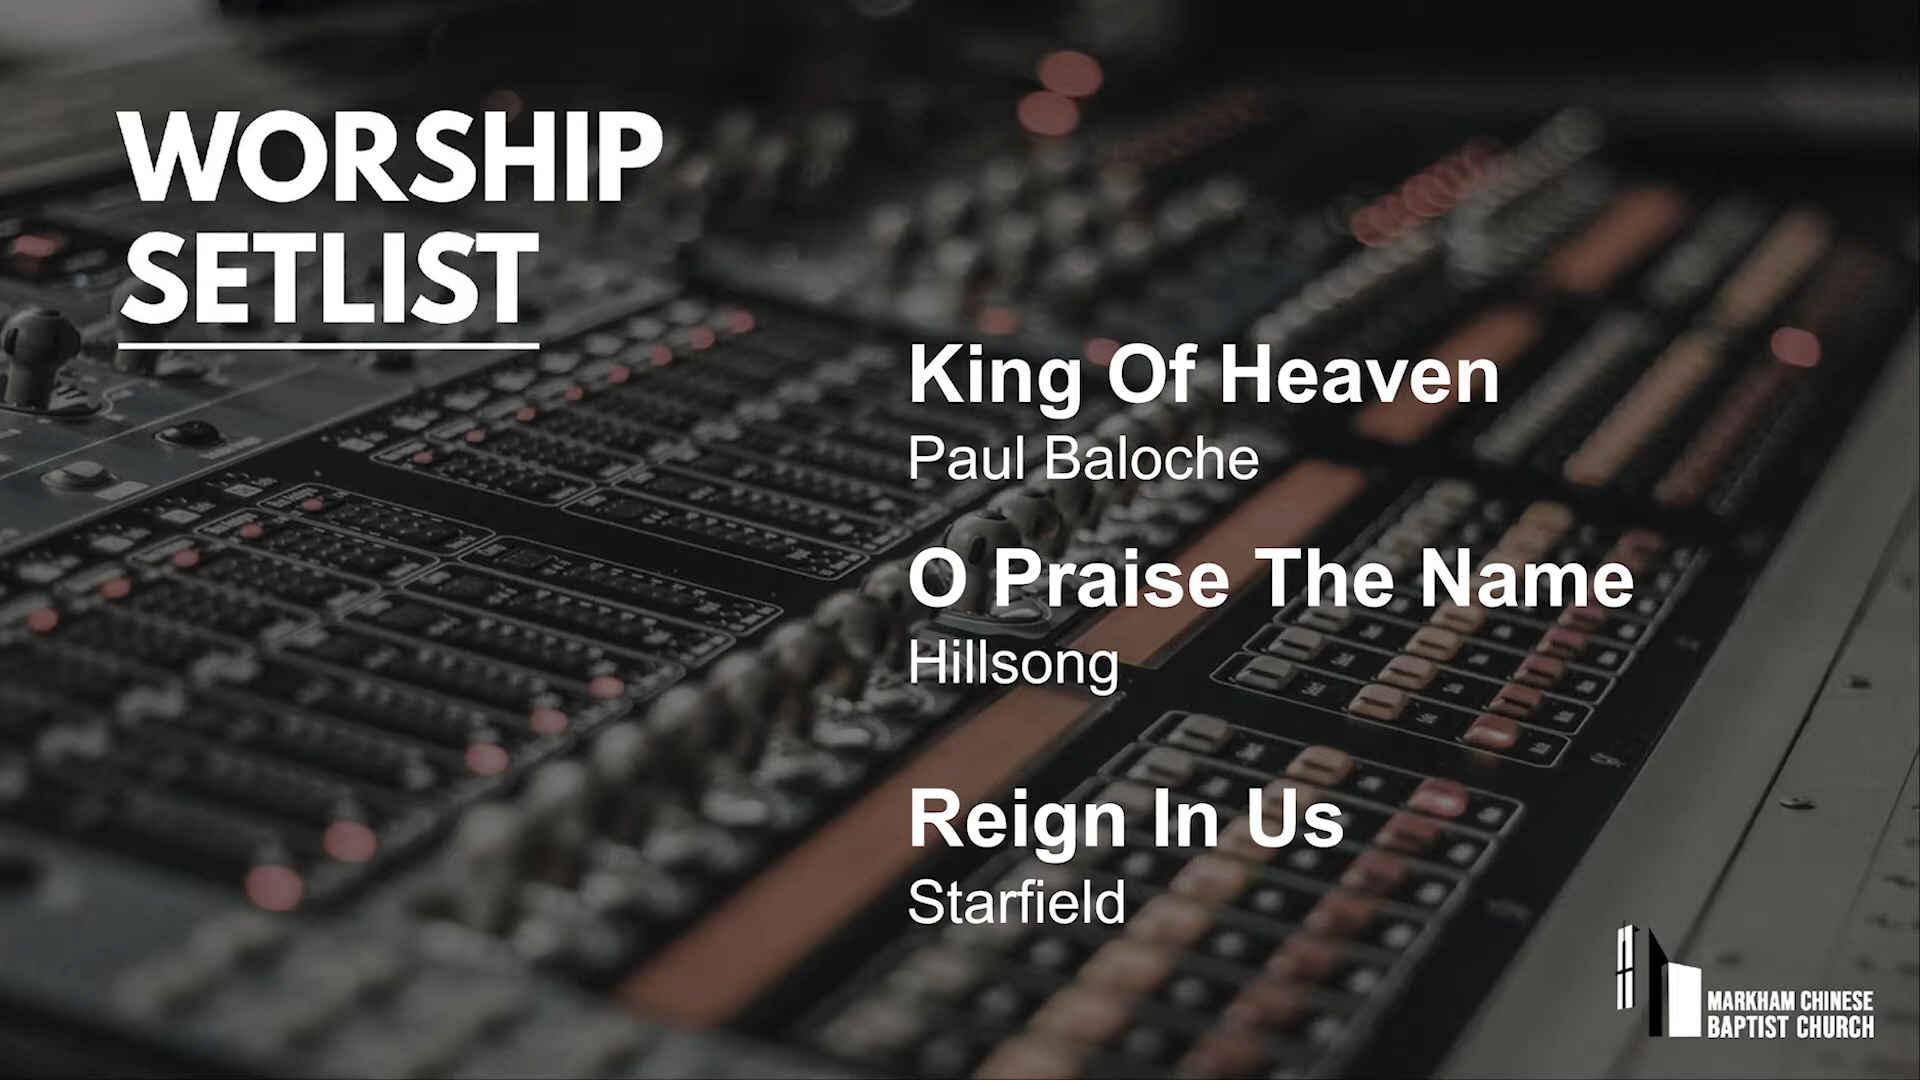 WORSHIP
SETLIST
King Of Heaven
Paul Baloche
O Praise The Name
Hillsong
Reign In Us
Starfield
MARKHAM CHINESE
BAPTIST CHURCH